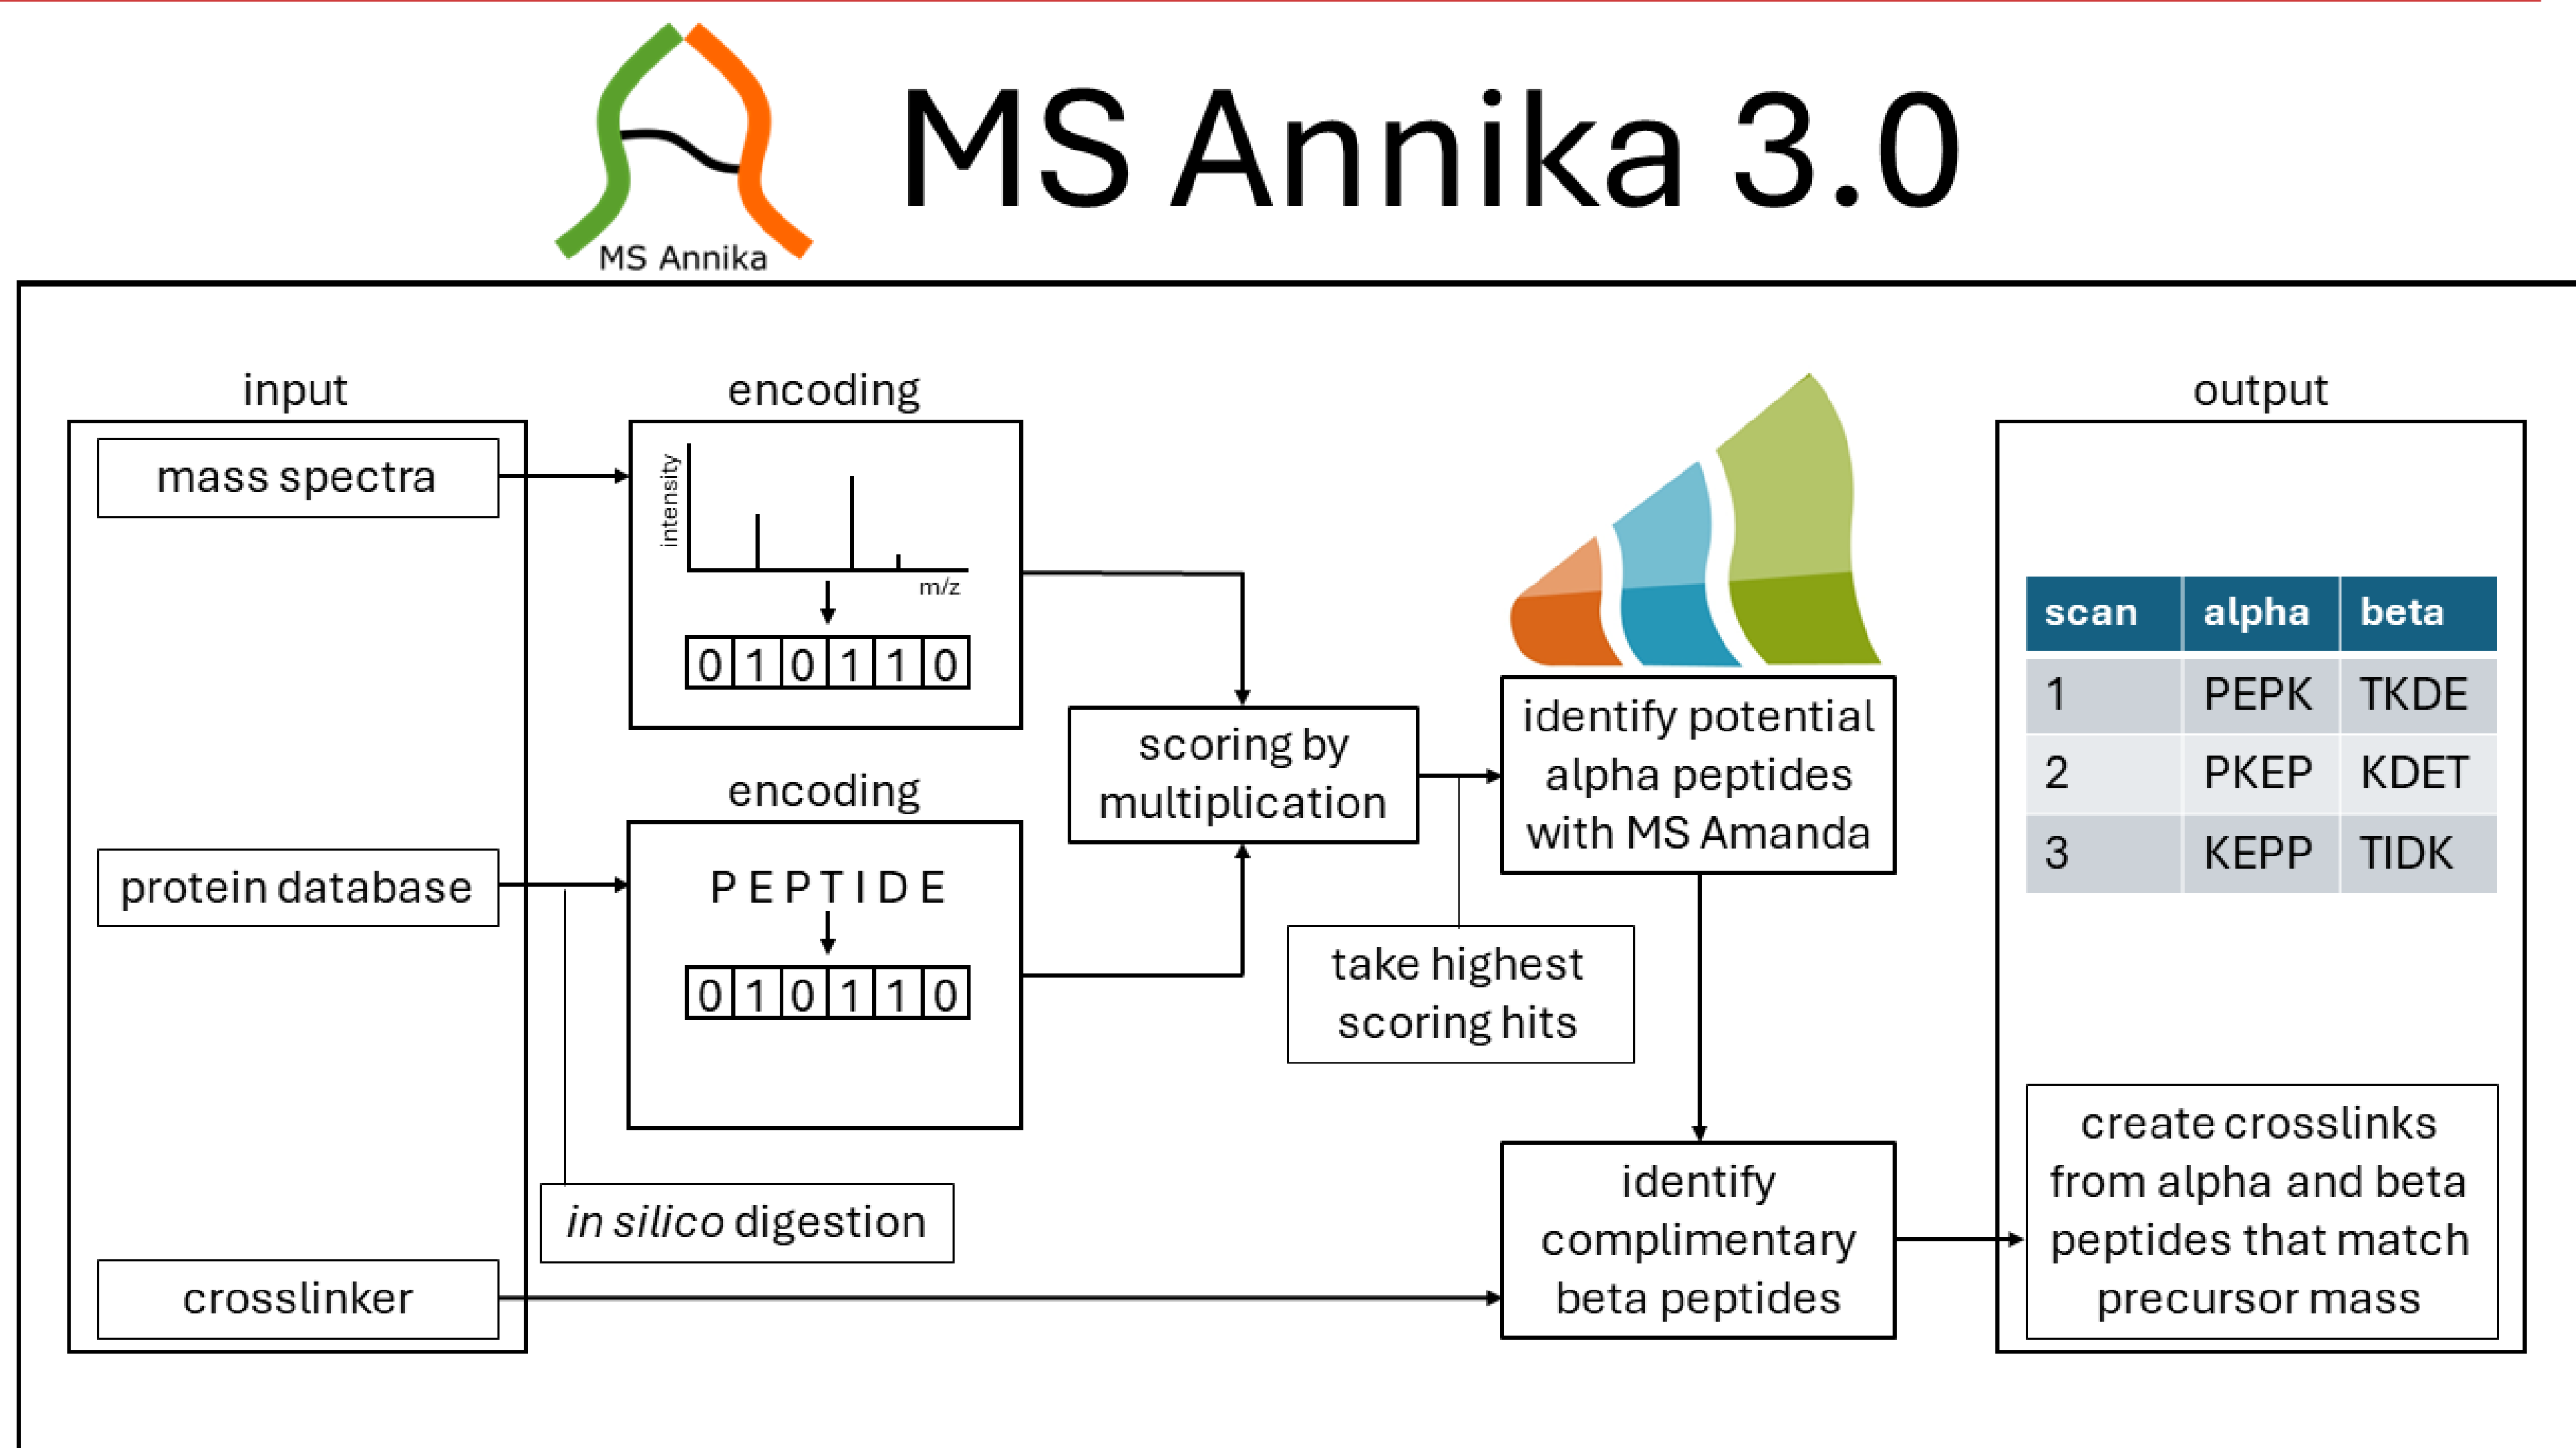 MS Annika
MS Annika 3.0
input
mass spectra
protein database
crosslinker
encoding
intensity
m/z
0 1 0 1 1 0
encoding
PEPTIDE
0 1 0 1 1 0
in silico digestion
scoring by
multiplication
take highest
scoring hits
identify potential
alpha peptides
with MS Amanda
identify
complimentary
beta peptides
output
scan alpha beta
1 PEPK TKDE
2 PKEP KDET
3 KEPP TIDK
create crosslinks
from alpha and beta
peptides that match
precursor mass